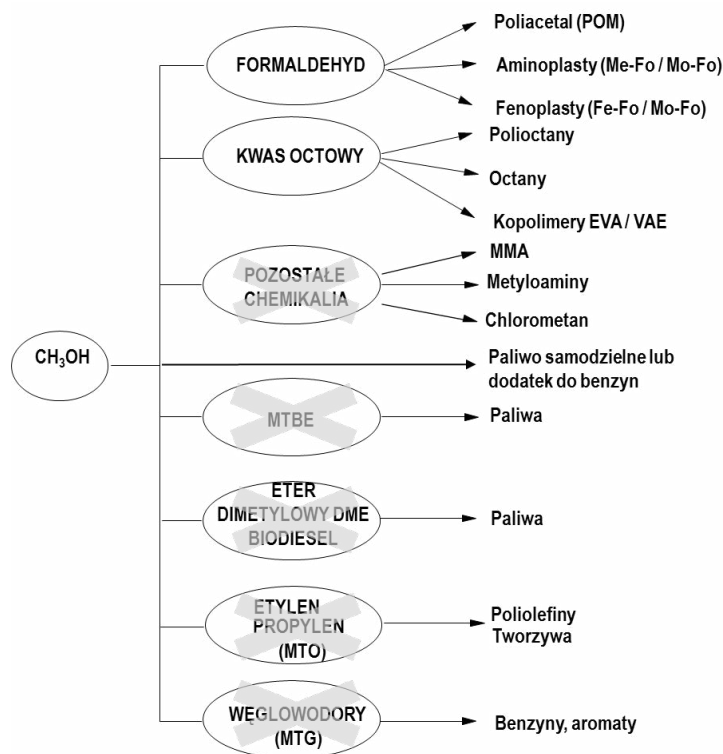 Poliacetal (POM)
FORMALDEHYD
Aminoplasty (Me-Fo / Mo-Fo)
Fenoplasty (Fe-Fo / Mo-Fo)
Polioctany
KWAS OCTOWY
Octany
Kopolimery EVA / VAE
MMA
POZOSTAŁE
CHEMIKALIA
Metyloaminy
Chlorometan
CH₃OH
Paliwo samodzielne lub
dodatek do benzyn
MTBE
Paliwa
ETER
DIMETYLOWY DME
BIODIESEL
Paliwa
ETYLEN
PROPYLEN
(MTO)
Poliolefiny
Tworzywa
WĘGLOWODORY
(MTG)
Benzyny, aromaty